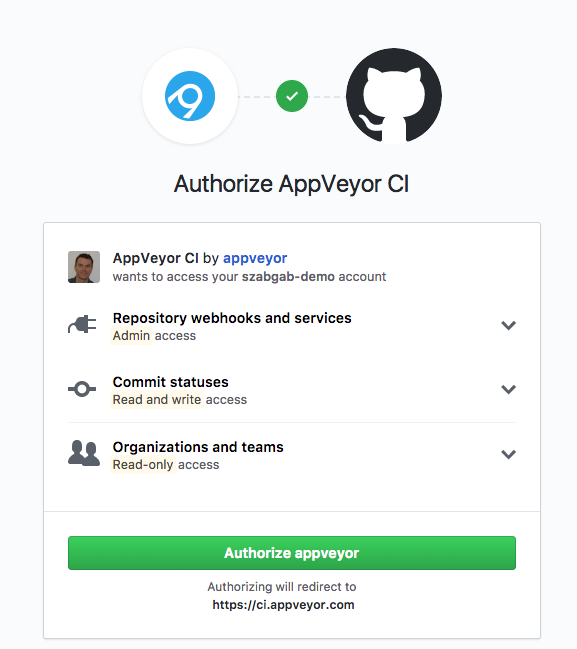 Authorize AppVeyor CI
AppVeyor CI by appveyor
wants to access your szabgab-demo account
Repository webhooks and services
Admin access
Commit statuses
Read and write access
Organizations and teams
Read-only access
Authorize appveyor
Authorizing will redirect to
https://ci.appveyor.com